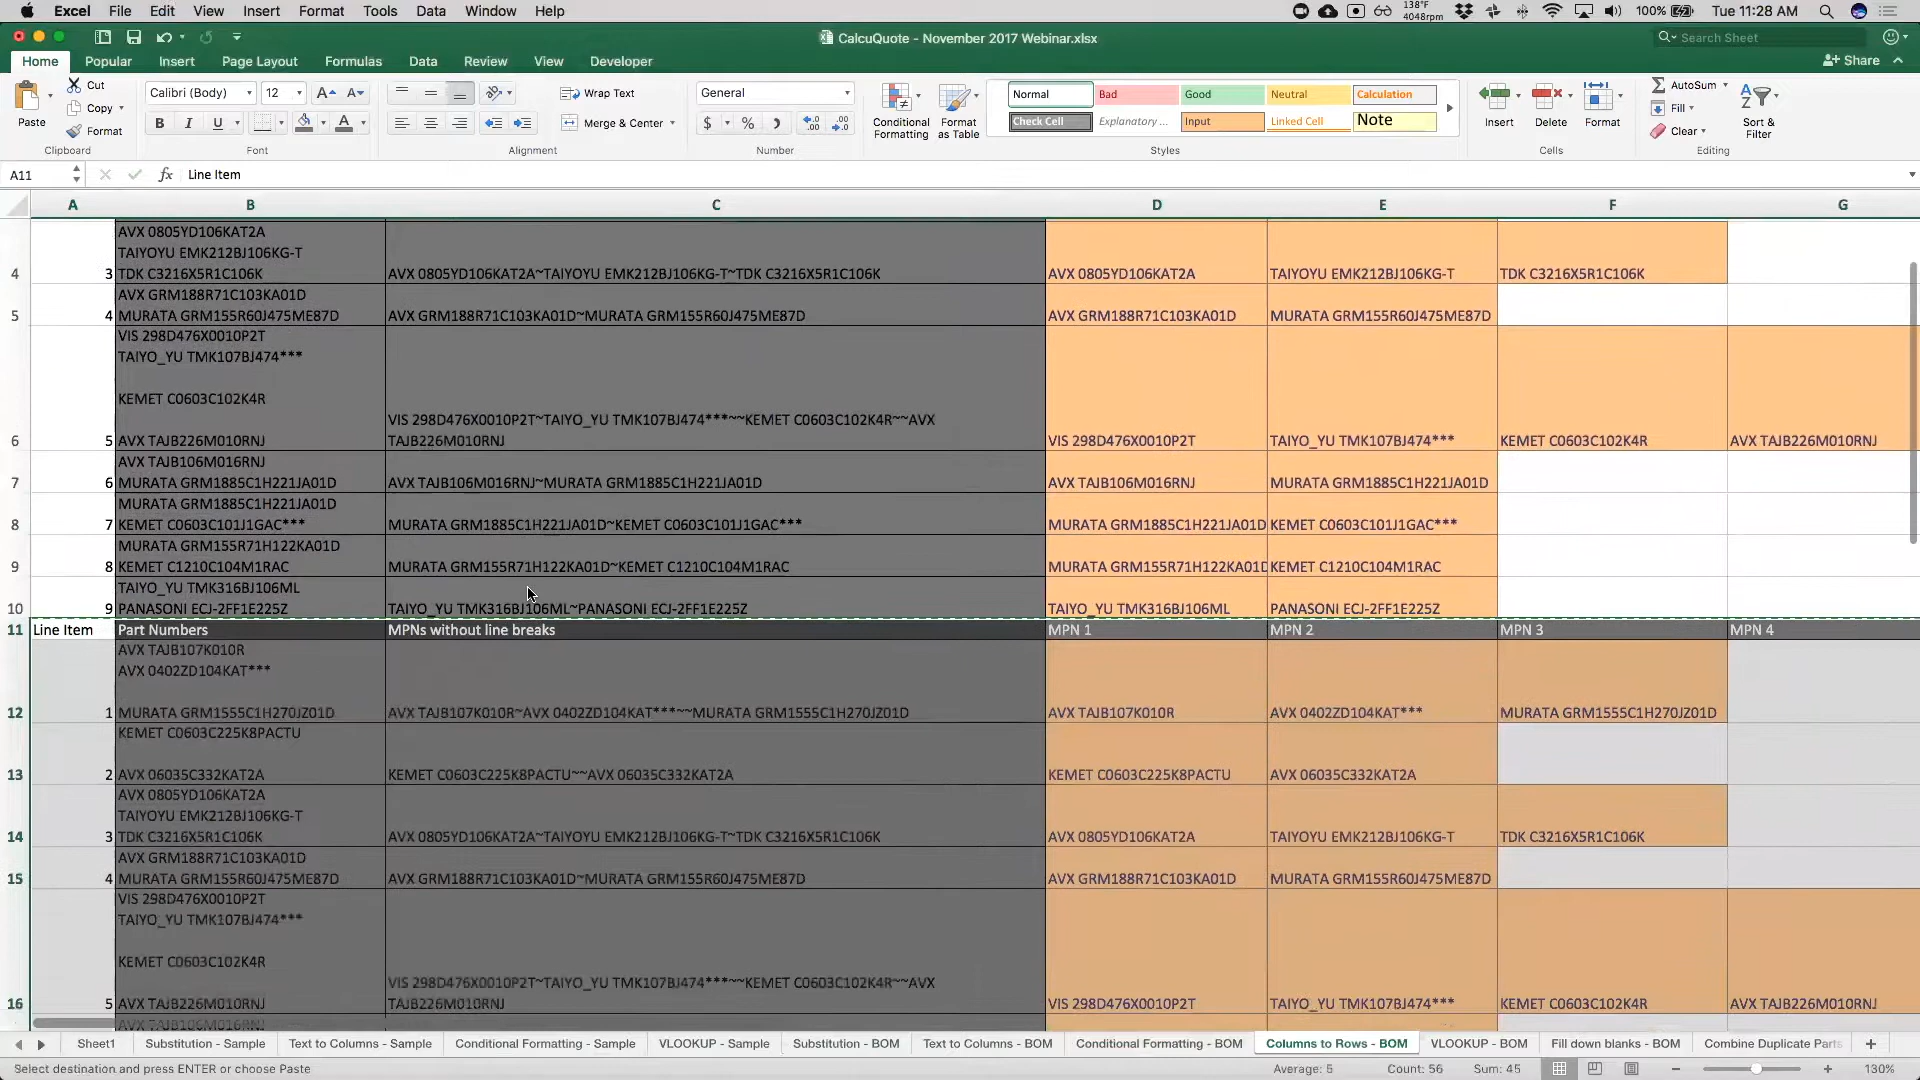 Excel File Edit View Insert Format Tools Data Window Help
138°F
4048rpm
100%
Tue 11:28 AM
CalcuQuote - November 2017 Webinar.xlsx
Search Sheet
Home Popular Insert Page Layout Formulas Data Review View Developer
Share
Paste
Cut
Copy
Format
Clipboard
Calibri (Body) 12
B I U
Font
Wrap Text
Merge & Center
Alignment
General
$ % )
Number
Conditional
Formatting
Format
as Table
Normal Bad Good Neutral Calculation
Check Cell Explanatory ... Input Linked Cell Note
Styles
Insert Delete Format
Cells
AutoSum
Fill
Clear
Sort &
Filter
Editing
A11 fx Line Item
A B C D E F G
AVX 0805YD106KAT2A
TAIYOYU EMK212BJ106KG-T
4 3 TDK C3216X5R1C106K AVX 0805YD106KAT2A~TAIYOYU EMK212BJ106KG-T~TDK C3216X5R1C106K AVX 0805YD106KAT2A TAIYOYU EMK212BJ106KG-T TDK C3216X5R1C106K
AVX GRM188R71C103KA01D
5 4 MURATA GRM155R60J475ME87D AVX GRM188R71C103KA01D~MURATA GRM155R60J475ME87D AVX GRM188R71C103KA01D MURATA GRM155R60J475ME87D
VIS 298D476X0010P2T
TAIYO_YU TMK107BJ474***
KEMET C0603C102K4R
VIS 298D476X0010P2T~TAIYO_YU TMK107BJ474***~~KEMET C0603C102K4R~~AVX
6 5 AVX TAJB226M010RNJ TAJB226M010RNJ VIS 298D476X0010P2T TAIYO_YU TMK107BJ474*** KEMET C0603C102K4R AVX TAJB226M010RNJ
AVX TAJB106M016RNJ
7 6 MURATA GRM1885C1H221JA01D AVX TAJB106M016RNJ~MURATA GRM1885C1H221JA01D AVX TAJB106M016RNJ MURATA GRM1885C1H221JA01D
MURATA GRM1885C1H221JA01D
8 7 KEMET C0603C101J1GAC*** MURATA GRM1885C1H221JA01D~KEMET C0603C101J1GAC*** MURATA GRM1885C1H221JA01D KEMET C0603C101J1GAC***
MURATA GRM155R71H122KA01D
9 8 KEMET C1210C104M1RAC MURATA GRM155R71H122KA01D~KEMET C1210C104M1RAC MURATA GRM155R71H122KA01D KEMET C1210C104M1RAC
TAIYO_YU TMK316BJ106ML
10 9 PANASONI ECJ-2FF1E225Z TAIYO_YU TMK316BJ106ML~PANASONI ECJ-2FF1E225Z TAIYO_YU TMK316BJ106ML PANASONI ECJ-2FF1E225Z
11 Line Item Part Numbers MPNs without line breaks MPN 1 MPN 2 MPN 3 MPN 4
AVX TAJB107K010R
AVX 0402ZD104KAT***
12 1 MURATA GRM1555C1H270JZ01D AVX TAJB107K010R~AVX 0402ZD104KAT***~~MURATA GRM1555C1H270JZ01D AVX TAJB107K010R AVX 0402ZD104KAT*** MURATA GRM1555C1H270JZ01D
KEMET C0603C225K8PACTU
13 2 AVX 06035C332KAT2A KEMET C0603C225K8PACTU~~AVX 06035C332KAT2A KEMET C0603C225K8PACTU AVX 06035C332KAT2A
AVX 0805YD106KAT2A
TAIYOYU EMK212BJ106KG-T
14 3 TDK C3216X5R1C106K AVX 0805YD106KAT2A~TAIYOYU EMK212BJ106KG-T~TDK C3216X5R1C106K AVX 0805YD106KAT2A TAIYOYU EMK212BJ106KG-T TDK C3216X5R1C106K
AVX GRM188R71C103KA01D
15 4 MURATA GRM155R60J475ME87D AVX GRM188R71C103KA01D~MURATA GRM155R60J475ME87D AVX GRM188R71C103KA01D MURATA GRM155R60J475ME87D
VIS 298D476X0010P2T
TAIYO_YU TMK107BJ474***
KEMET C0603C102K4R
VIS 298D476X0010P2T~TAIYO_YU TMK107BJ474***~~KEMET C0603C102K4R~~AVX
16 5 AVX TAJB226M010RNJ TAJB226M010RNJ VIS 298D476X0010P2T TAIYO_YU TMK107BJ474*** KEMET C0603C102K4R AVX TAJB226M010RNJ
AVX TAJB106M016RNJ
Sheet1 Substitution - Sample Text to Columns - Sample Conditional Formatting - Sample VLOOKUP - Sample Substitution - BOM Text to Columns - BOM Conditional Formatting - BOM Columns to Rows - BOM VLOOKUP - BOM Fill down blanks - BOM Combine Duplicate Parts
Select destination and press ENTER or choose Paste Average: 5 Count: 56 Sum: 45 130%